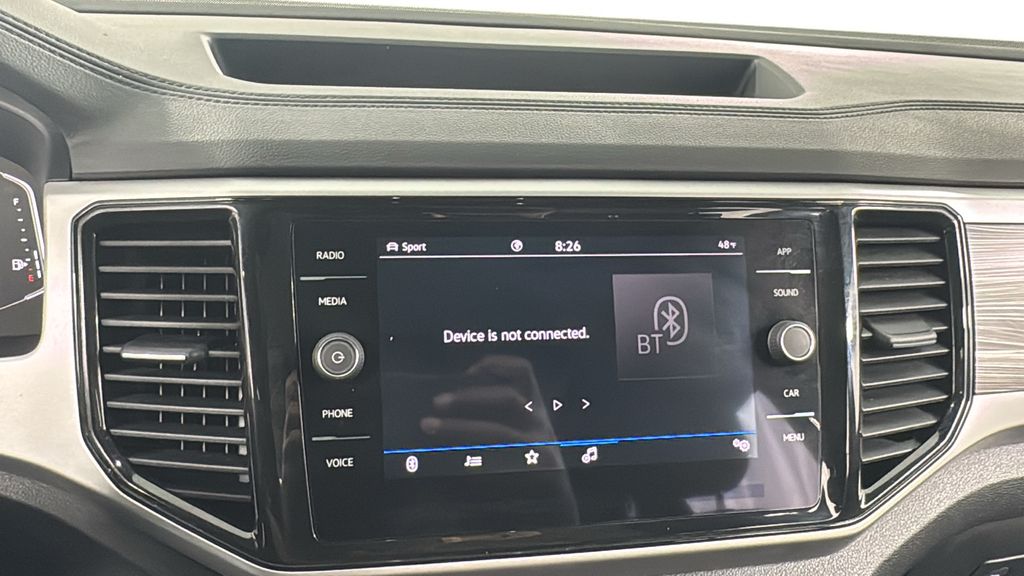 Sport 8:26 48°F
RADIO
MEDIA
PHONE
VOICE
Device is not connected.
BT
APP
SOUND
CAR
MENU
F
E